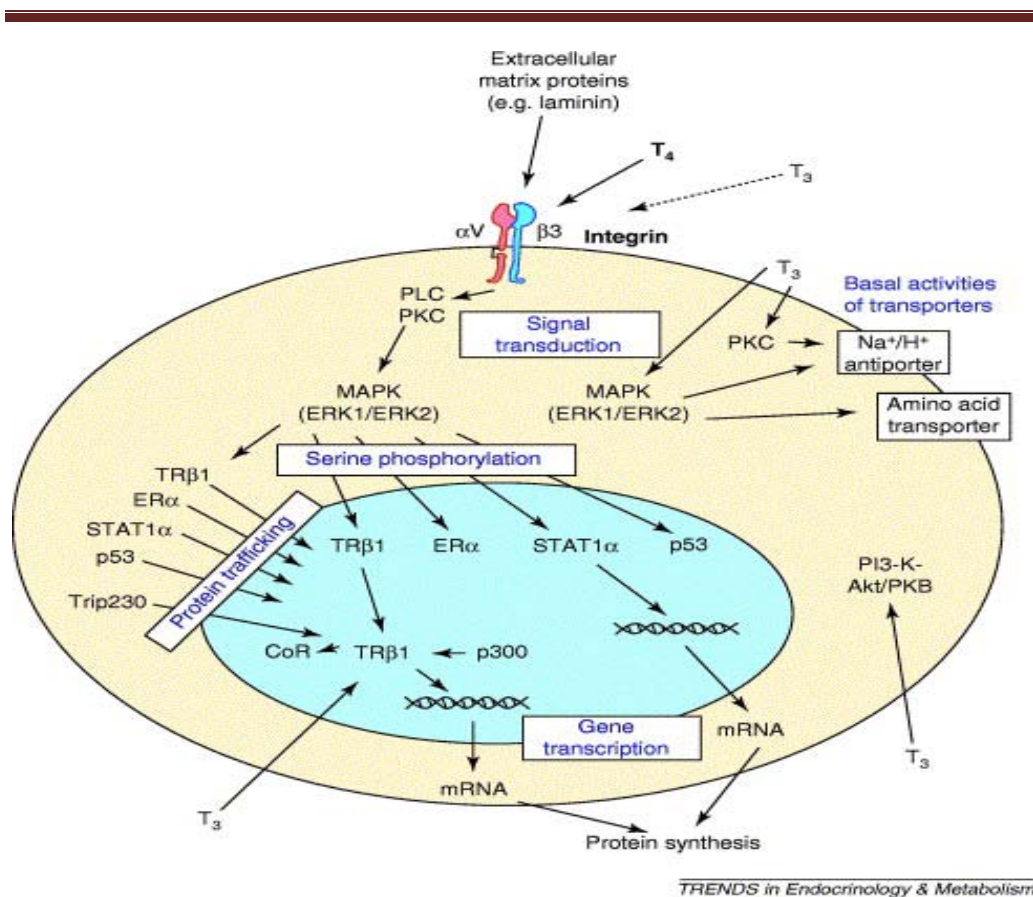 Extracellular
matrix proteins
(e.g. laminin)
T4
T3
αV
β3
Integrin
T3
Basal activities
of transporters
PLC
PKC
Signal
transduction
PKC
Na+/H+
antiporter
MAPK
(ERK1/ERK2)
MAPK
(ERK1/ERK2)
Amino acid
transporter
Serine phosphorylation
TRβ1
ERα
STAT1α
p53
Trip230
Protein trafficking
TRβ1
ERα
STAT1α
p53
PI3-K-
Akt/PKB
CoR
TRβ1
p300
Gene
transcription
mRNA
mRNA
T3
T3
Protein synthesis
TRENDS in Endocrinology & Metabolism